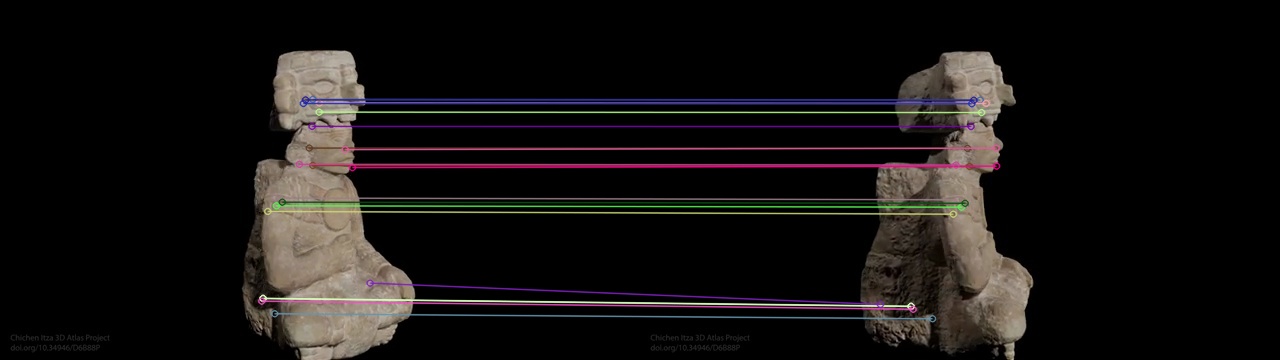 Chichen Itza 3D Atlas Project
doi.org/10.34946/D6B88P
Chichen Itza 3D Atlas Project
doi.org/10.34946/D6B88P